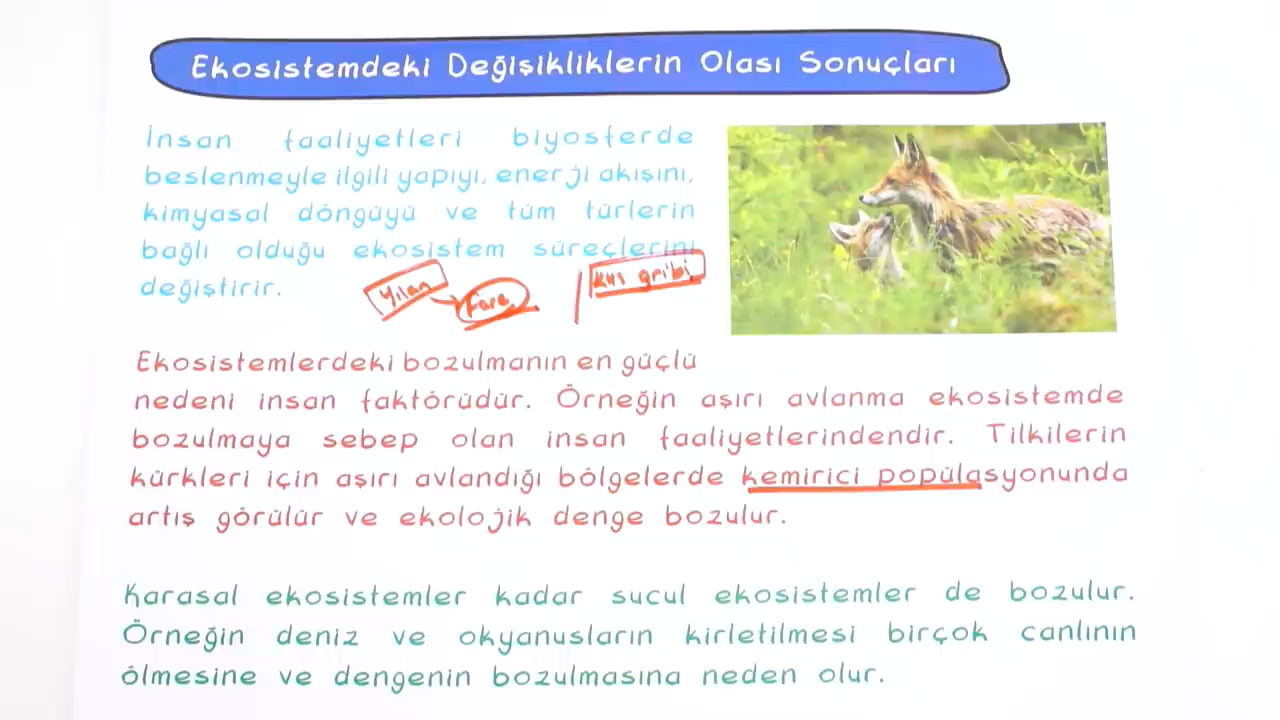 Ekosistemdeki Değişikliklerin Olası Sonuçları
İnsan faaliyetleri biyosferde
beslenmeyle ilgili yapıyı, enerji akışını,
kimyasal döngüyü ve tüm türlerin
bağlı olduğu ekosistem süreçlerini
değiştirir.
Yılan Fare
Kuş gribi
Ekosistemlerdeki bozulmanın en güçlü
nedeni insan faktörüdür. Örneğin aşırı avlanma ekosistemde
bozulmaya sebep olan insan faaliyetlerindendir. Tilkilerin
kürkleri için aşırı avlandığı bölgelerde kemirici popülasyonunda
artış görülür ve ekolojik denge bozulur.
Karasal ekosistemler kadar sucul ekosistemler de bozulur.
Örneğin deniz ve okyanusların kirletilmesi birçok canlının
ölmesine ve dengenin bozulmasına neden olur.